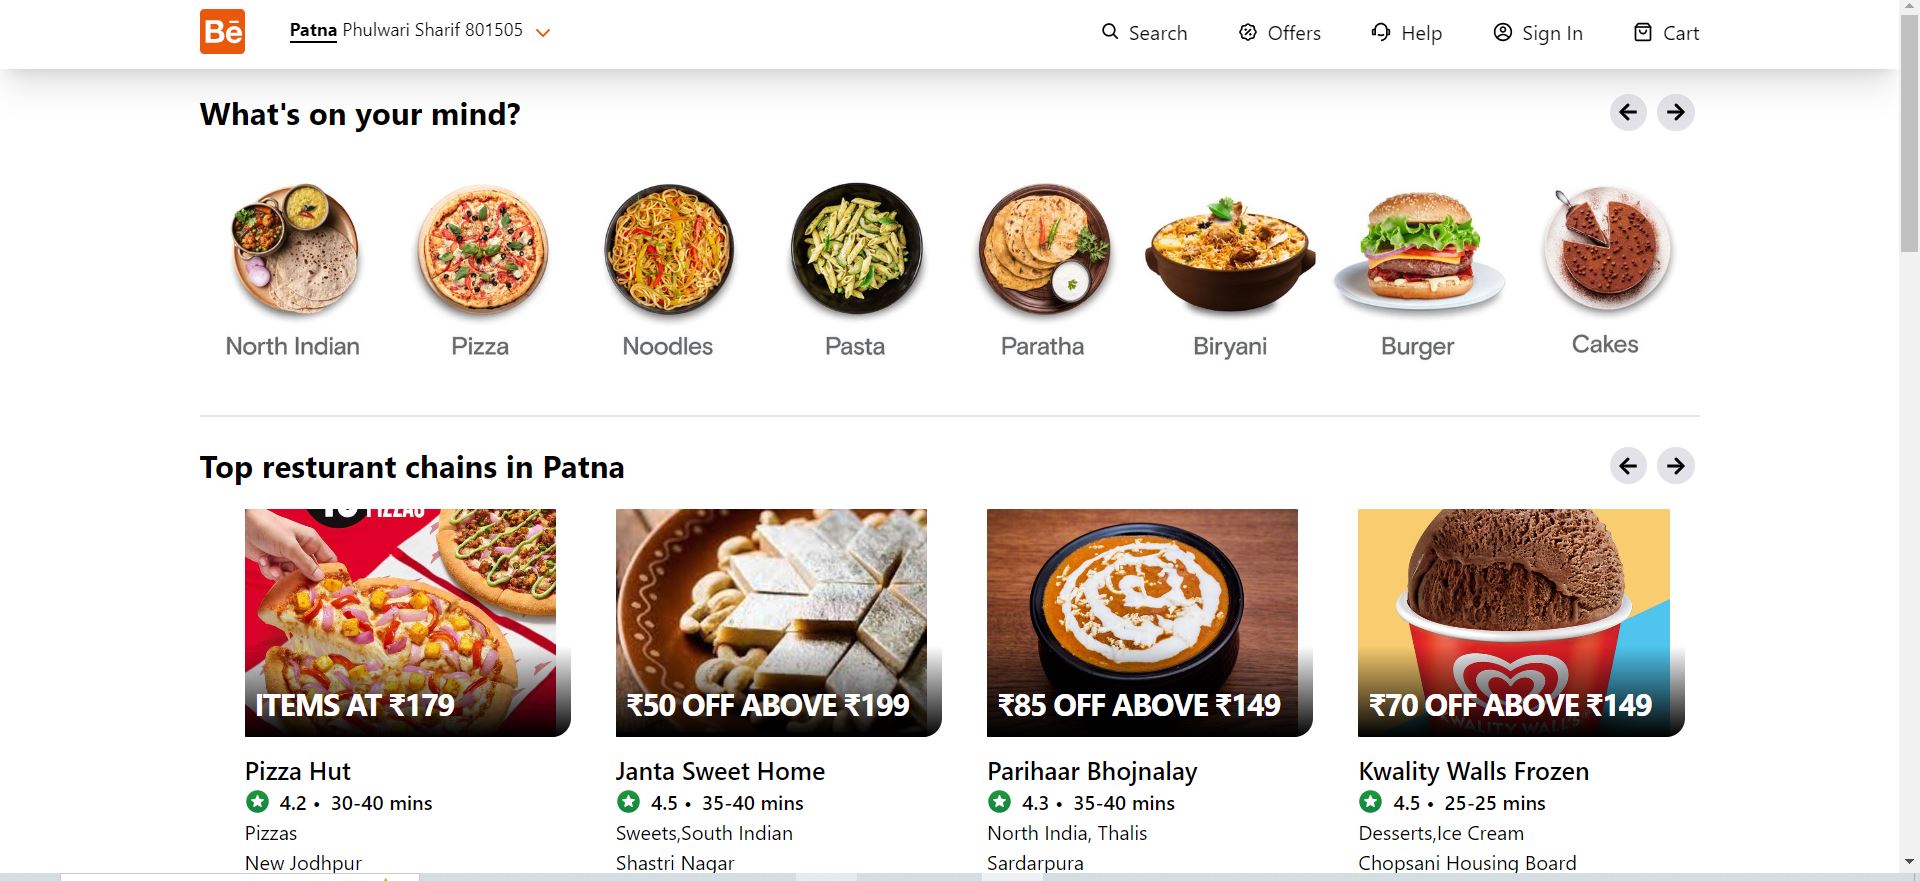 Bē
Patna Phulwari Sharif 801505
Search
Offers
Help
Sign In
Cart
What's on your mind?
North Indian
Pizza
Noodles
Pasta
Paratha
Biryani
Burger
Cakes
Top resturant chains in Patna
PIZZAS
ITEMS AT ₹179
₹50 OFF ABOVE ₹199
₹85 OFF ABOVE ₹149
₹70 OFF ABOVE ₹149
KWALITY WALL'S
Pizza Hut
4.2 • 30-40 mins
Pizzas
New Jodhpur
Janta Sweet Home
4.5 • 35-40 mins
Sweets,South Indian
Shastri Nagar
Parihaar Bhojnalay
4.3 • 35-40 mins
North India, Thalis
Sardarpura
Kwality Walls Frozen
4.5 • 25-25 mins
Desserts,Ice Cream
Chopsani Housing Board